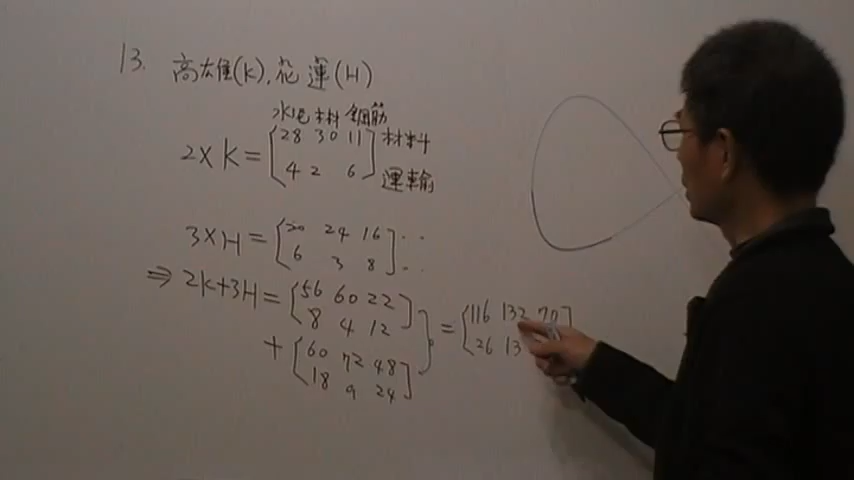 13. 高雄(K), 花蓮(H)
水泥 木材 鋼筋
2×K=[28 30 11] 材料
[4 2 6] 運輸
3×H=[20 24 16]..
[6 3 8]..
⇒2K+3H=[56 60 22]
[8 4 12]
+[60 72 48]
[18 9 24]
=[116 132 70]
[26 13